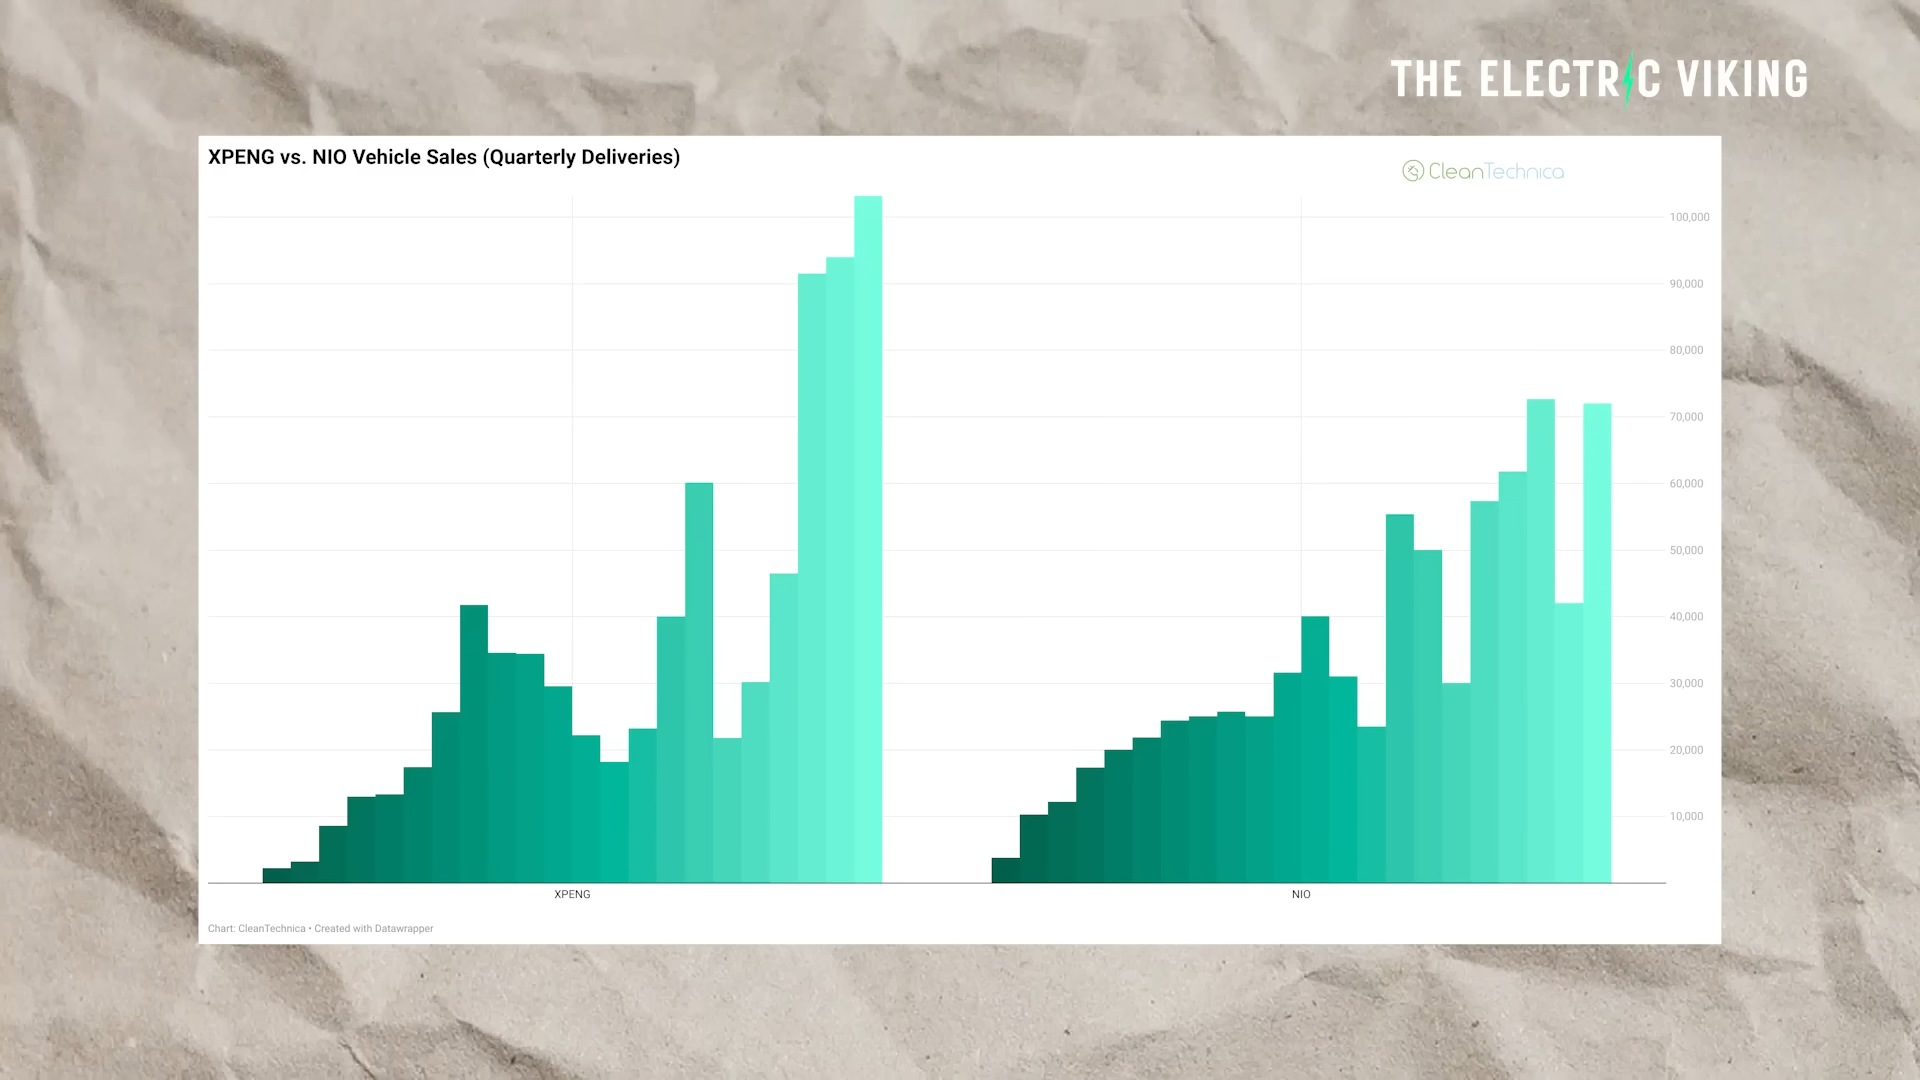 THE ELECTRIC VIKING
XPENG vs. NIO Vehicle Sales (Quarterly Deliveries)
CleanTechnica
100,000
90,000
80,000
70,000
60,000
50,000
40,000
30,000
20,000
10,000
XPENG
NIO
Chart: CleanTechnica • Created with Datawrapper